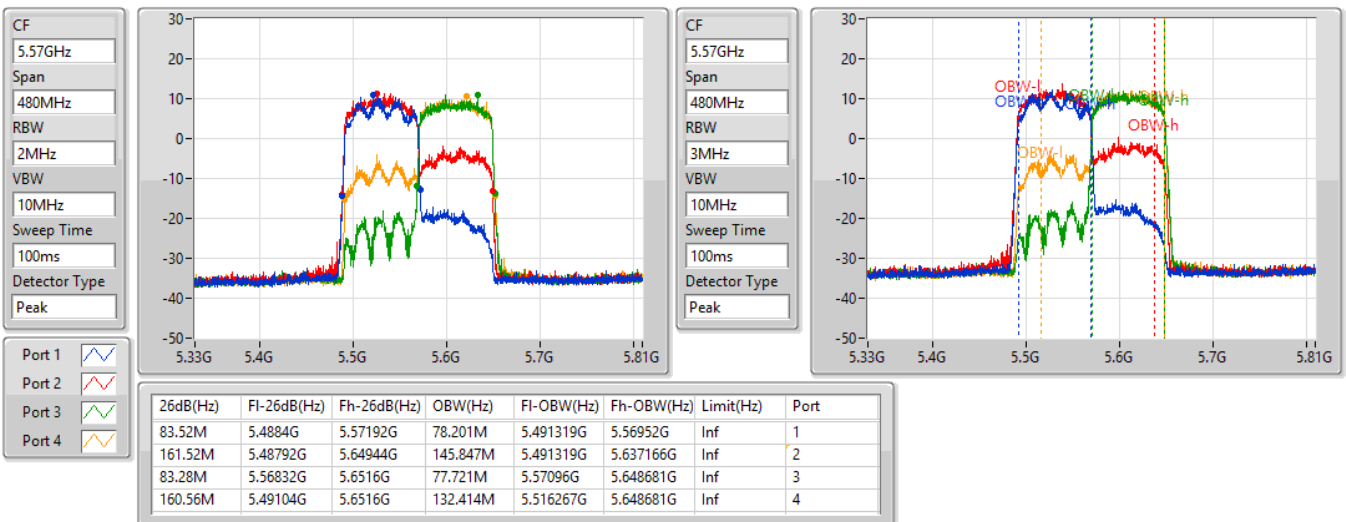 CF
5.57GHz
Span
480MHz
RBW
2MHz
VBW
10MHz
Sweep Time
100ms
Detector Type
Peak
30
20
10
0
-10
-20
-30
-40
-50
5.33G 5.4G 5.5G 5.6G 5.7G 5.81G
CF
5.57GHz
Span
480MHz
RBW
3MHz
VBW
10MHz
Sweep Time
100ms
Detector Type
Peak
30
20
10
0
-10
-20
-30
-40
-50
OBW-l
OBW-h
OBW-h
OBW-l
5.33G 5.4G 5.5G 5.6G 5.7G 5.81G
Port 1
Port 2
Port 3
Port 4
26dB(Hz) Fl-26dB(Hz) Fh-26dB(Hz) OBW(Hz) Fl-OBW(Hz) Fh-OBW(Hz) Limit(Hz) Port
83.52M 5.4884G 5.57192G 78.201M 5.491319G 5.56952G Inf 1
161.52M 5.48792G 5.64944G 145.847M 5.491319G 5.637166G Inf 2
83.28M 5.56832G 5.6516G 77.721M 5.57096G 5.648681G Inf 3
160.56M 5.49104G 5.6516G 132.414M 5.516267G 5.648681G Inf 4